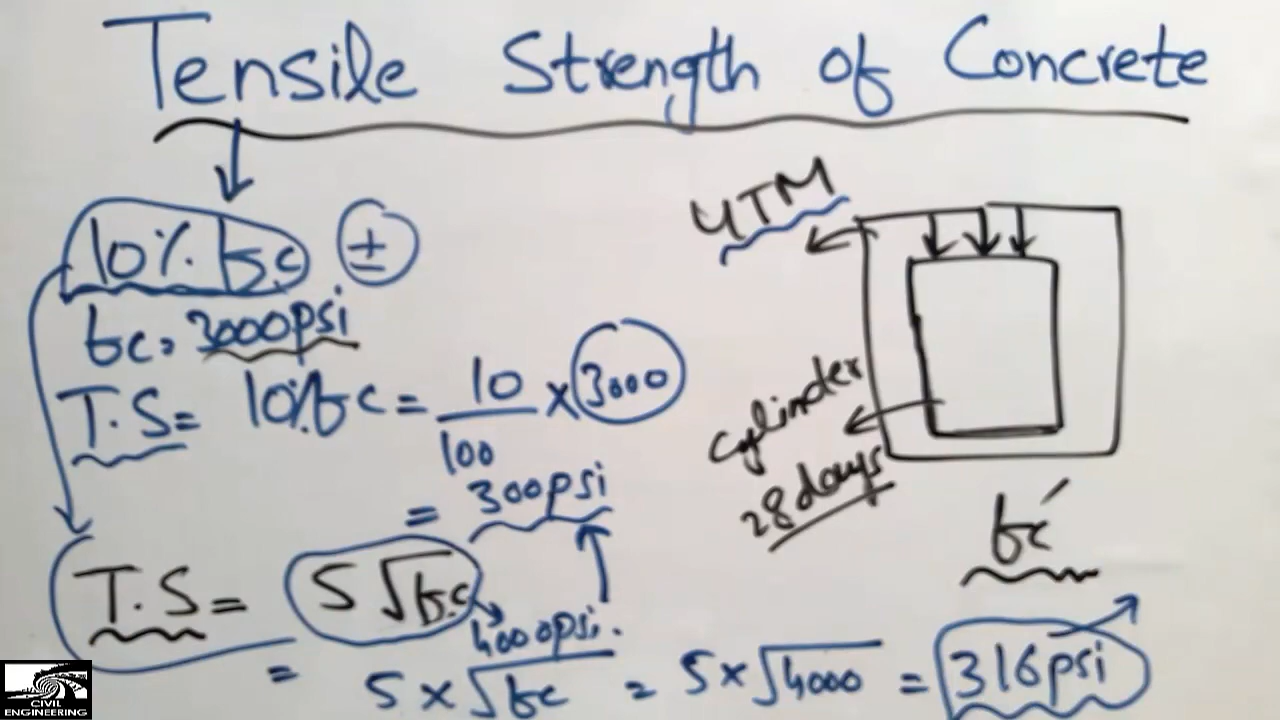 Tensile Strength of Concrete
10% fc ±
fc = 3000psi
T.S = 10% fc = 10/100 × 3000
= 300psi
T.S = 5 √fc
4000psi.
= 5 × √fc = 5 × √4000 = 316psi
UTM
cylinder
28 days
fc'
CIVIL
ENGINEERING